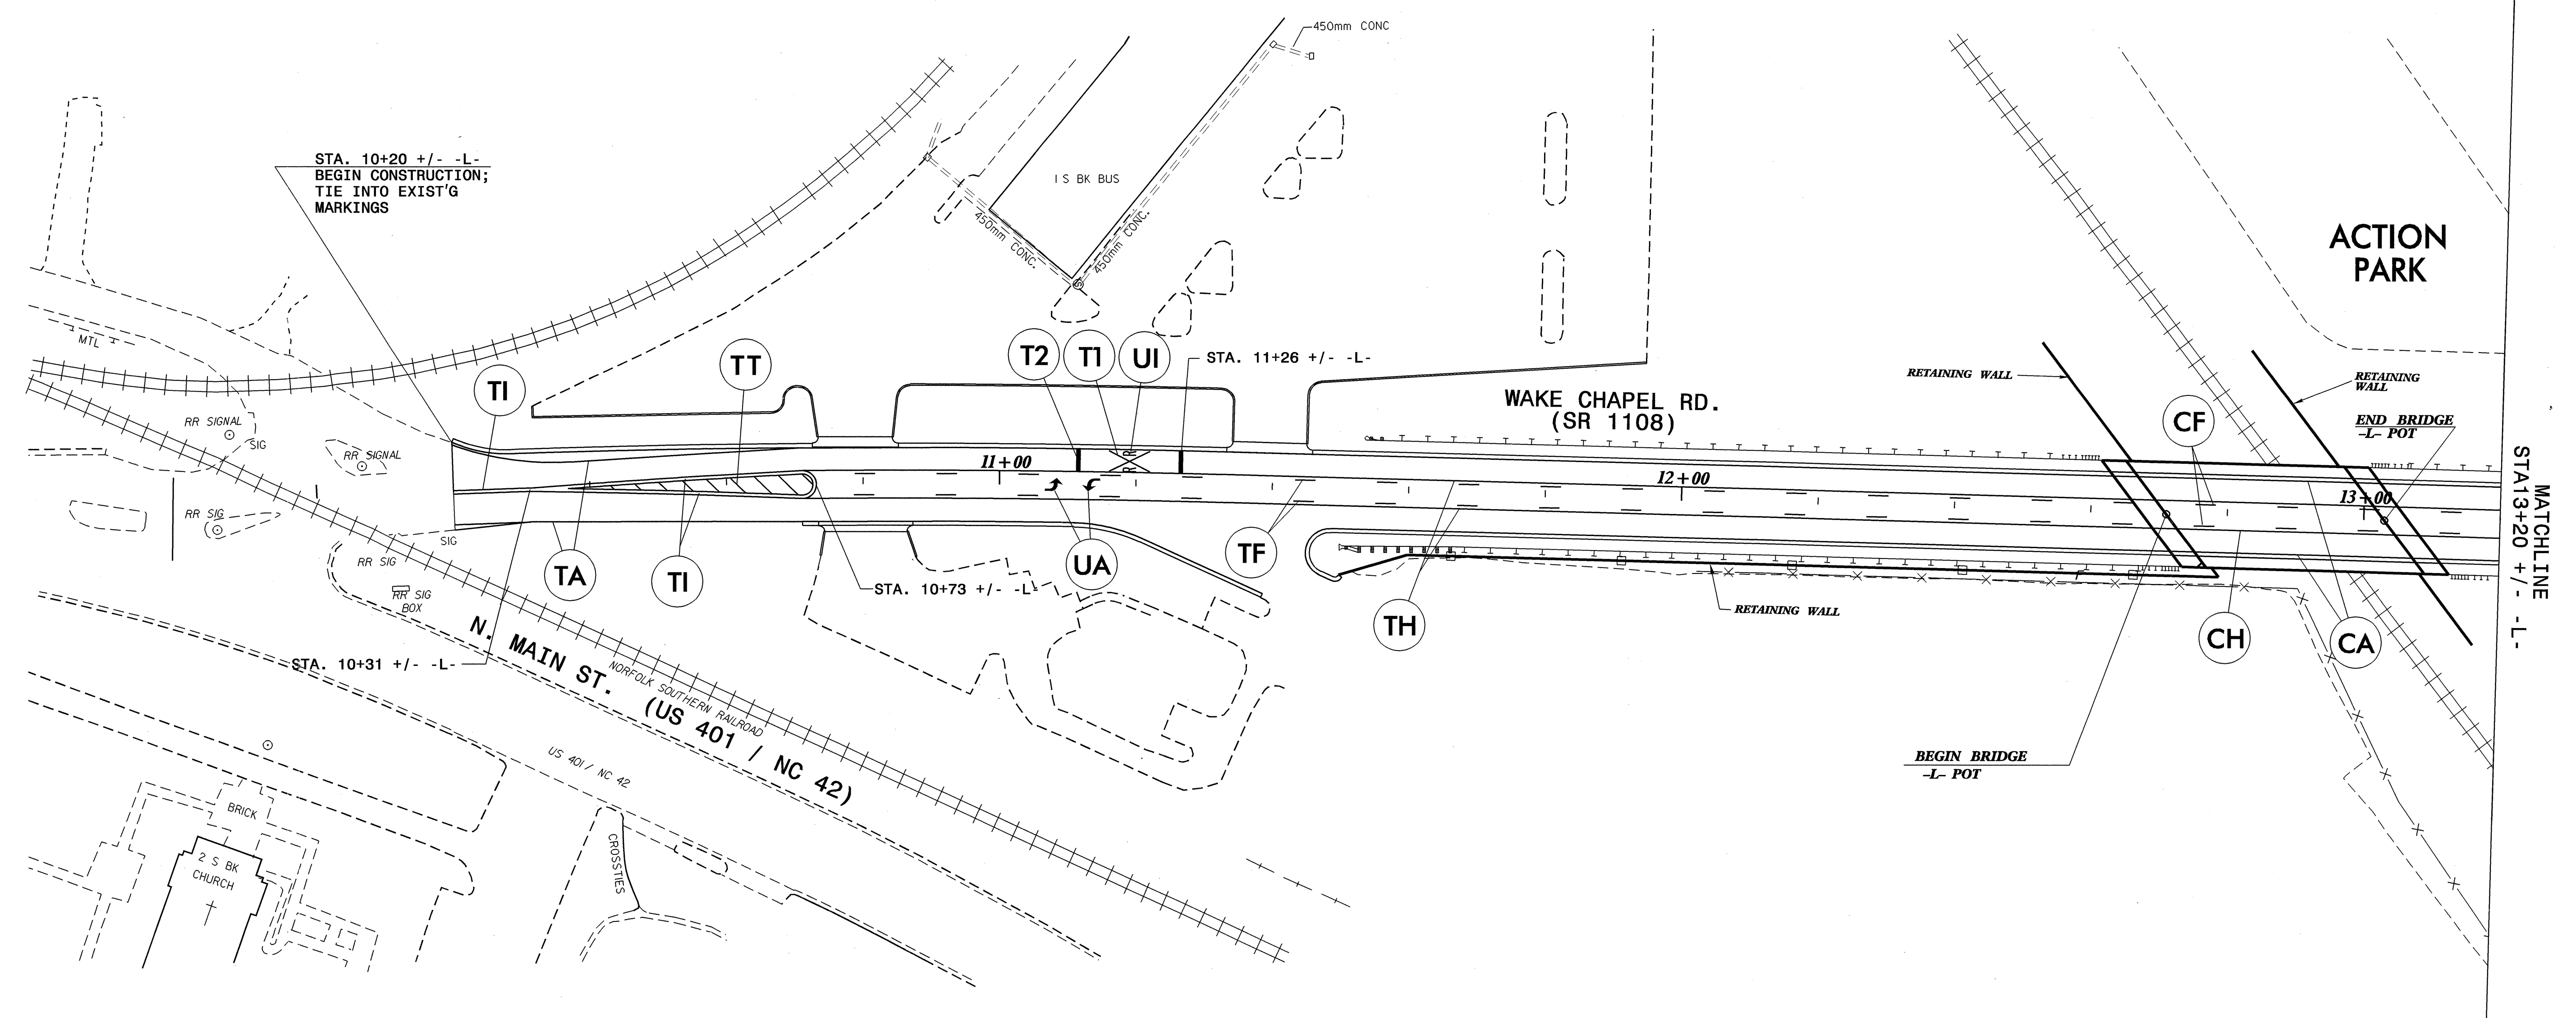 450mm CONC
STA. 10+20 +/- -L-
BEGIN CONSTRUCTION;
TIE INTO EXIST'G
MARKINGS
1 S BK BUS
450mm CONC.
450mm CONC.
ACTION
PARK
MTL
T2
T1
UI
STA. 11+26 +/- -L-
TT
TI
RETAINING WALL
RETAINING
WALL
WAKE CHAPEL RD.
(SR 1108)
CF
END BRIDGE
-L- POT
RR SIGNAL
SIG
RR SIGNAL
RR SIG
SIG
RR SIG
RR SIG
BOX
R R
11+00
12+00
13+00
MATCHLINE
STA13+20 +/- -L-
TA
TI
UA
TF
TH
CH
CA
STA. 10+73 +/- -L-
RETAINING WALL
STA. 10+31 +/- -L-
N. MAIN ST.
(US 401 / NC 42)
NORFOLK SOUTHERN RAILROAD
US 401 / NC 42
BEGIN BRIDGE
-L- POT
BRICK
2 S BK
CHURCH
CROSSTIES
S